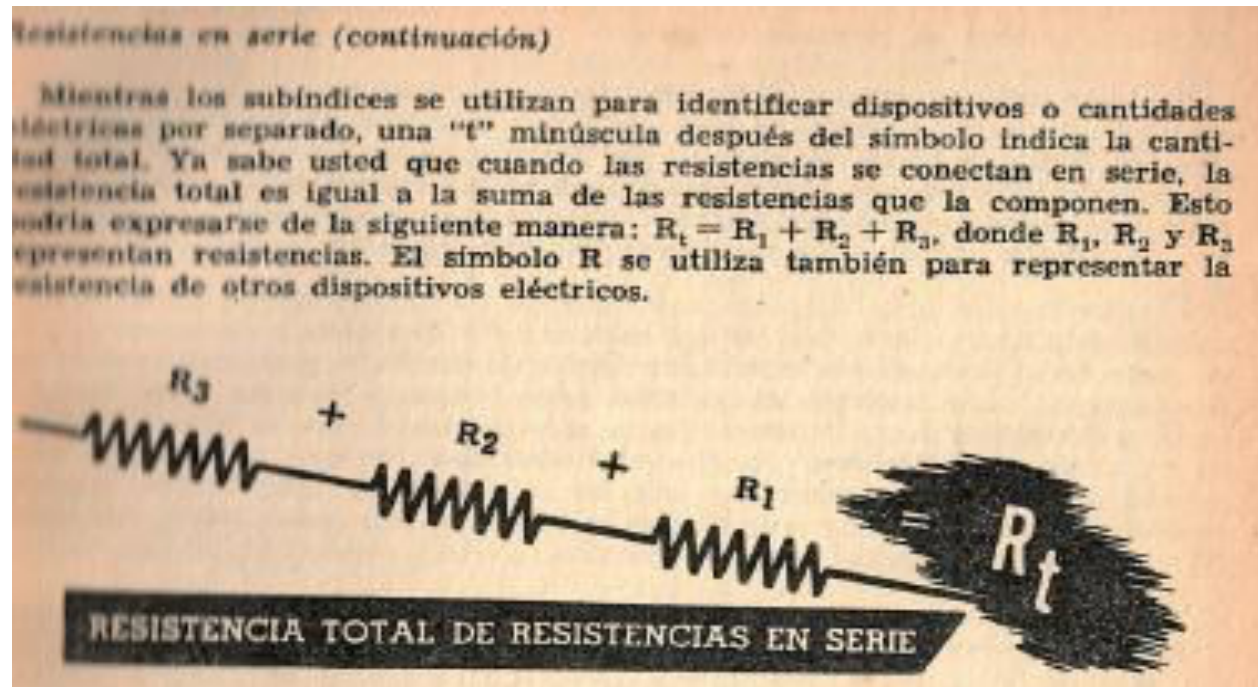 Resistencias en serie (continuación)
Mientras los subíndices se utilizan para identificar dispositivos o cantidades
eléctricas por separado, una “t” minúscula después del símbolo indica la canti-
dad total. Ya sabe usted que cuando las resistencias se conectan en serie, la
resistencia total es igual a la suma de las resistencias que la componen. Esto
podría expresarse de la siguiente manera: Rₜ = R₁ + R₂ + R₃, donde R₁, R₂ y R₃
representan resistencias. El símbolo R se utiliza también para representar la
resistencia de otros dispositivos eléctricos.
R₃ + R₂ + R₁ = Rₜ
RESISTENCIA TOTAL DE RESISTENCIAS EN SERIE